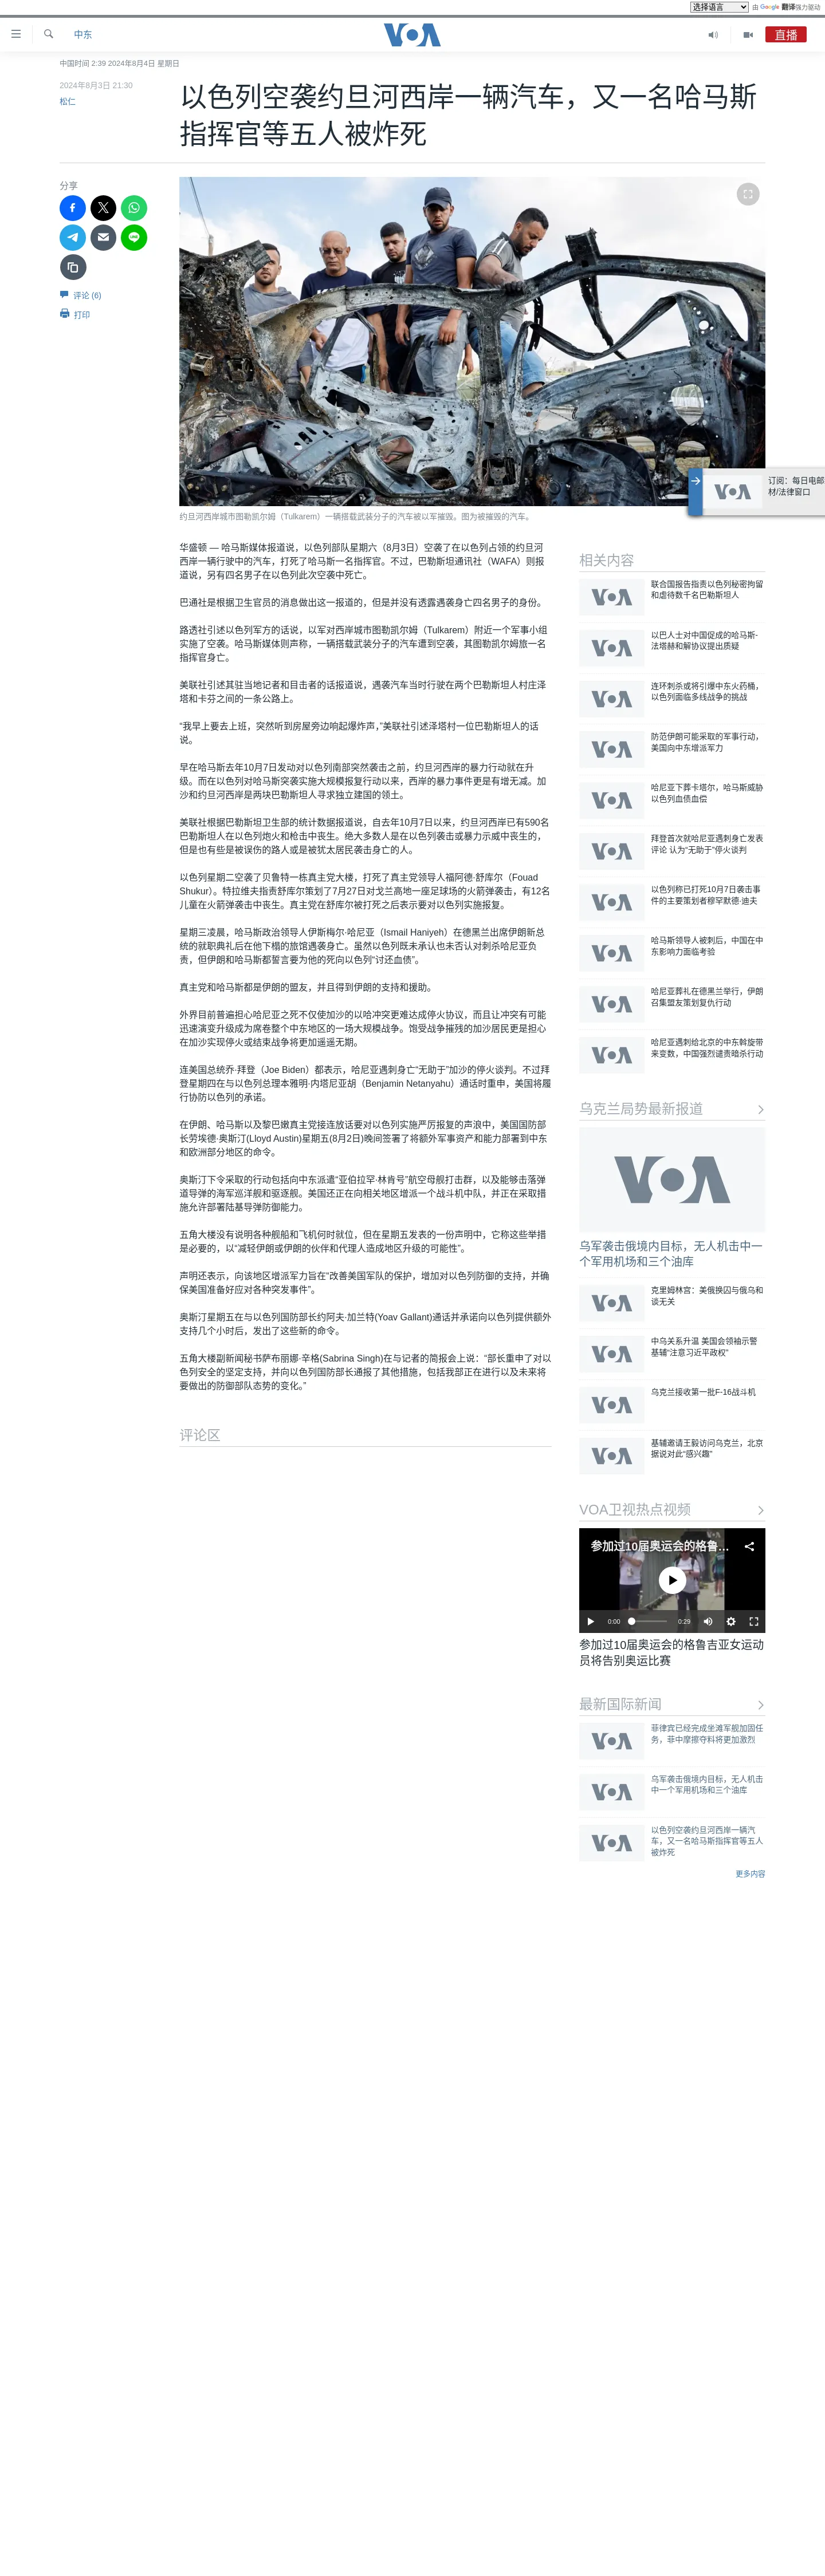 选择语言 由 Google 翻译强力驱动
中东
VOA
直播
中国时间 2:39 2024年8月4日 星期日
2024年8月3日 21:30
松仁
以色列空袭约旦河西岸一辆汽车，又一名哈马斯
指挥官等五人被炸死
分享
评论 (6)
打印
约旦河西岸城市图勒凯尔姆（Tulkarem）一辆搭载武装分子的汽车被以军摧毁。图为被摧毁的汽车。
VOA
订阅：每日电邮
材/法律窗口
华盛顿 — 哈马斯媒体报道说，以色列部队星期六（8月3日）空袭了在以色列占领的约旦河
西岸一辆行驶中的汽车，打死了哈马斯一名指挥官。不过，巴勒斯坦通讯社（WAFA）则报
道说，另有四名男子在以色列此次空袭中死亡。
巴通社是根据卫生官员的消息做出这一报道的，但是并没有透露遇袭身亡四名男子的身份。
路透社引述以色列军方的话说，以军对西岸城市图勒凯尔姆（Tulkarem）附近一个军事小组
实施了空袭。哈马斯媒体则声称，一辆搭载武装分子的汽车遭到空袭，其图勒凯尔姆旅一名
指挥官身亡。
美联社引述其驻当地记者和目击者的话报道说，遇袭汽车当时行驶在两个巴勒斯坦人村庄泽
塔和卡芬之间的一条公路上。
“我早上要去上班，突然听到房屋旁边响起爆炸声，”美联社引述泽塔村一位巴勒斯坦人的话
说。
早在哈马斯去年10月7日发动对以色列南部突然袭击之前，约旦河西岸的暴力行动就在升
级。而在以色列对哈马斯突袭实施大规模报复行动以来，西岸的暴力事件更是有增无减。加
沙和约旦河西岸是两块巴勒斯坦人寻求独立建国的领土。
美联社根据巴勒斯坦卫生部的统计数据报道说，自去年10月7日以来，约旦河西岸已有590名
巴勒斯坦人在以色列炮火和枪击中丧生。绝大多数人是在以色列袭击或暴力示威中丧生的，
但是也有些是被误伤的路人或是被犹太居民袭击身亡的人。
以色列星期二空袭了贝鲁特一栋真主党大楼，打死了真主党领导人福阿德·舒库尔（Fouad
Shukur）。特拉维夫指责舒库尔策划了7月27日对戈兰高地一座足球场的火箭弹袭击，有12名
儿童在火箭弹袭击中丧生。真主党在舒库尔被打死之后表示要对以色列实施报复。
星期三凌晨，哈马斯政治领导人伊斯梅尔·哈尼亚（Ismail Haniyeh）在德黑兰出席伊朗新总
统的就职典礼后在他下榻的旅馆遇袭身亡。虽然以色列既未承认也未否认对刺杀哈尼亚负
责，但伊朗和哈马斯都誓言要为他的死向以色列“讨还血债”。
真主党和哈马斯都是伊朗的盟友，并且得到伊朗的支持和援助。
外界目前普遍担心哈尼亚之死不仅使加沙的以哈冲突更难达成停火协议，而且让冲突有可能
迅速演变升级成为席卷整个中东地区的一场大规模战争。饱受战争摧残的加沙居民更是担心
在加沙实现停火或结束战争将更加遥遥无期。
连美国总统乔·拜登（Joe Biden）都表示，哈尼亚遇刺身亡“无助于”加沙的停火谈判。不过拜
登星期四在与以色列总理本雅明·内塔尼亚胡（Benjamin Netanyahu）通话时重申，美国将履
行协防以色列的承诺。
在伊朗、哈马斯以及黎巴嫩真主党接连放话要对以色列实施严厉报复的声浪中，美国国防部
长劳埃德·奥斯汀(Lloyd Austin)星期五(8月2日)晚间签署了将额外军事资产和能力部署到中东
和欧洲部分地区的命令。
奥斯汀下令采取的行动包括向中东派遣“亚伯拉罕·林肯号”航空母舰打击群，以及能够击落弹
道导弹的海军巡洋舰和驱逐舰。美国还正在向相关地区增派一个战斗机中队，并正在采取措
施允许部署陆基导弹防御能力。
五角大楼没有说明各种舰船和飞机何时就位，但在星期五发表的一份声明中，它称这些举措
是必要的，以“减轻伊朗或伊朗的伙伴和代理人造成地区升级的可能性”。
声明还表示，向该地区增派军力旨在“改善美国军队的保护，增加对以色列防御的支持，并确
保美国准备好应对各种突发事件”。
奥斯汀星期五在与以色列国防部长约阿夫·加兰特(Yoav Gallant)通话并承诺向以色列提供额外
支持几个小时后，发出了这些新的命令。
五角大楼副新闻秘书萨布丽娜·辛格(Sabrina Singh)在与记者的简报会上说：“部长重申了对以
色列安全的坚定支持，并向以色列国防部长通报了其他措施，包括我部正在进行以及未来将
要做出的防御部队态势的变化。”
评论区
相关内容
VOA
联合国报告指责以色列秘密拘留
和虐待数千名巴勒斯坦人
VOA
以巴人士对中国促成的哈马斯-
法塔赫和解协议提出质疑
VOA
连环刺杀或将引爆中东火药桶，
以色列面临多线战争的挑战
VOA
防范伊朗可能采取的军事行动，
美国向中东增派军力
VOA
哈尼亚下葬卡塔尔，哈马斯威胁
以色列血债血偿
VOA
拜登首次就哈尼亚遇刺身亡发表
评论 认为“无助于”停火谈判
VOA
以色列称已打死10月7日袭击事
件的主要策划者穆罕默德·迪夫
VOA
哈马斯领导人被刺后，中国在中
东影响力面临考验
VOA
哈尼亚葬礼在德黑兰举行，伊朗
召集盟友策划复仇行动
VOA
哈尼亚遇刺给北京的中东斡旋带
来变数，中国强烈谴责暗杀行动
乌克兰局势最新报道
VOA
乌军袭击俄境内目标，无人机击中一
个军用机场和三个油库
VOA
克里姆林宫：美俄换囚与俄乌和
谈无关
VOA
中乌关系升温 美国会领袖示警
基辅“注意习近平政权”
VOA
乌克兰接收第一批F-16战斗机
VOA
基辅邀请王毅访问乌克兰，北京
据说对此“感兴趣”
VOA卫视热点视频
参加过10届奥运会的格鲁…
0:00 0:29
参加过10届奥运会的格鲁吉亚女运动
员将告别奥运比赛
最新国际新闻
VOA
菲律宾已经完成坐滩军舰加固任
务，菲中摩擦夺料将更加激烈
VOA
乌军袭击俄境内目标，无人机击
中一个军用机场和三个油库
VOA
以色列空袭约旦河西岸一辆汽
车，又一名哈马斯指挥官等五人
被炸死
更多内容